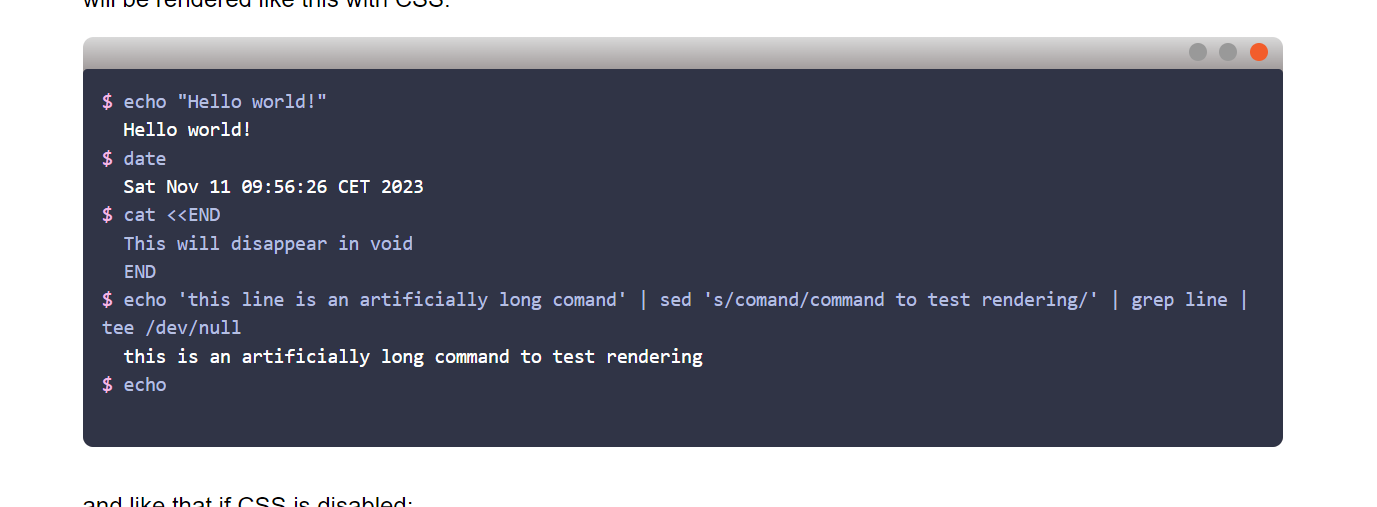 will be rendered like this with CSS:
$ echo "Hello world!"
Hello world!
$ date
Sat Nov 11 09:56:26 CET 2023
$ cat <<END
This will disappear in void
END
$ echo 'this line is an artificially long comand' | sed 's/comand/command to test rendering/' | grep line |
tee /dev/null
this is an artificially long command to test rendering
$ echo
and like that if CSS is disabled: